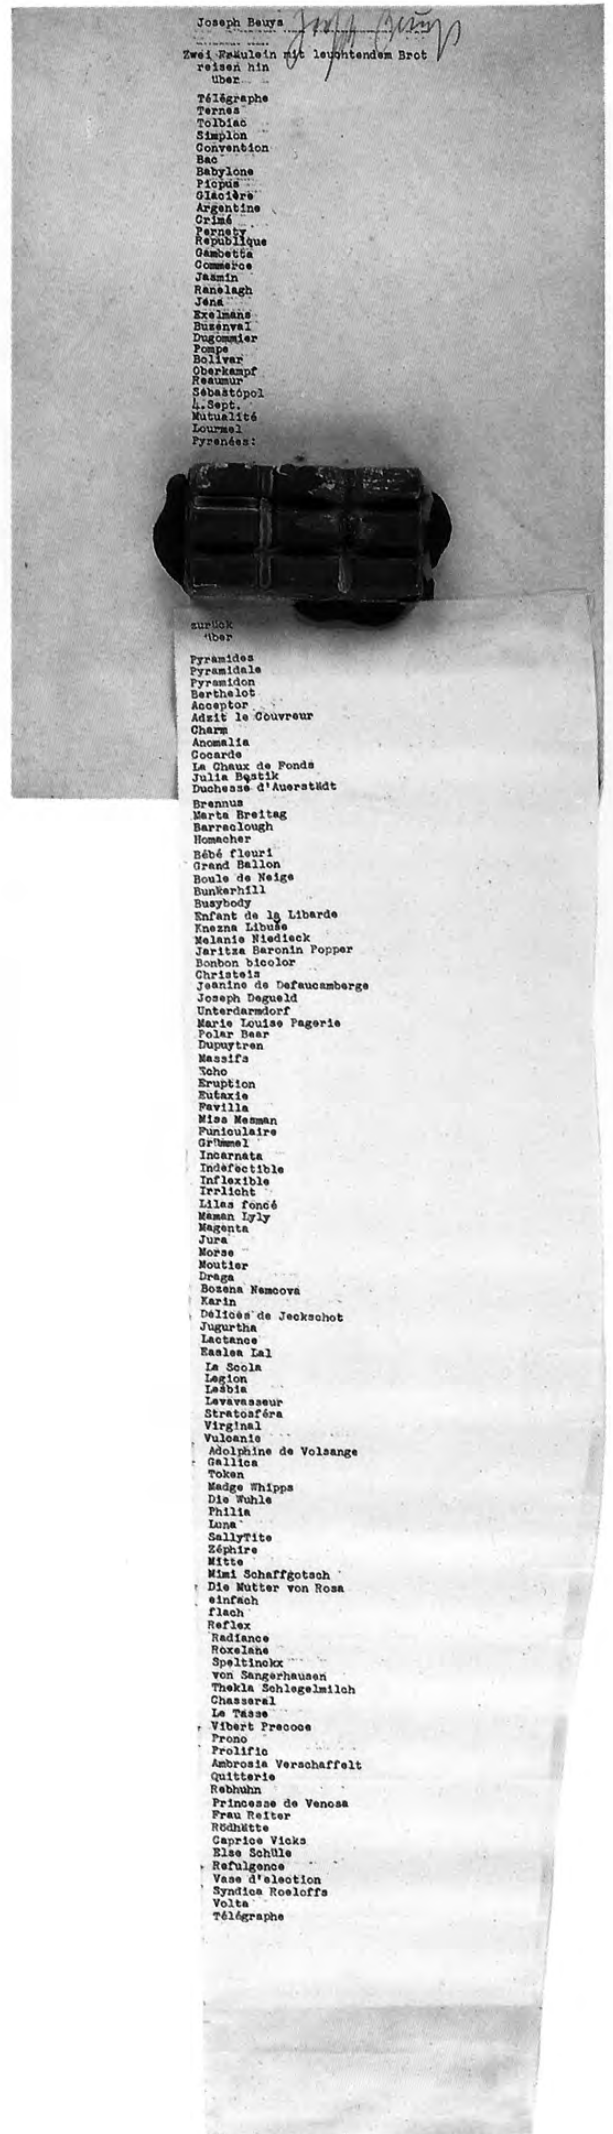 Joseph Beuys
Zwei Fräulein mit leuchtendem Brot
reisen hin
über
Télégraphe
Ternes
Tolbiac
Simplon
Convention
Bac
Babylone
Picpus
Glacière
Argentine
Crimé
Pernety
Republique
Gambetta
Commerce
Jasmin
Ranelagh
Jéna
Exelmans
Buzenval
Dugommier
Pompe
Bolivar
Oberkampf
Reaumur
Sébastópol
4.Sept.
Mutualité
Lourmel
Pyrenées:
zurück
über
Pyramides
Pyramidale
Pyramidon
Berthelot
Acceptor
Adzit le Couvreur
Charm
Anomalia
Cocarde
La Chaux de Fonds
Julia Bostik
Duchesse d'Auerstädt
Brennus
Marta Breitag
Barraclough
Homacher
Bébé fleuri
Grand Ballon
Boule de Neige
Bunkerhill
Busybody
Enfant de la Libarde
Knezna Libuše
Melanie Niedieck
Jaritza Baronin Popper
Bonbon bicolor
Christeis
Jeanine de Defaucamberge
Joseph Degueld
Unterdarmdorf
Marie Louise Pagerie
Polar Bear
Dupuytren
Massifs
Echo
Eruption
Eutaxie
Favilla
Miss Mesman
Funiculaire
Grümmel
Incarnata
Indéfectible
Inflexible
Irrlicht
Lilas foncé
Maman Lyly
Magenta
Jura
Morse
Moutier
Draga
Bozena Nemcova
Karin
Délices de Jeckschot
Jugurtha
Lactance
Easlea Lal
La Scola
Legion
Lesbia
Levavasseur
Stratosféra
Virginal
Vulcanie
Adolphine de Volsange
Gallica
Token
Madge Whipps
Die Wuhle
Philia
Luna
SallyTite
Zéphire
Mitte
Mimi Schaffgotsch
Die Mutter von Rosa
einfach
flach
Reflex
Radiance
Roxelane
Speltinckx
von Sangerhausen
Thekla Schlegelmilch
Chasseral
Le Tasse
Vibert Precoce
Prono
Prolific
Ambrosia Verschaffelt
Quitterie
Rebhuhn
Princesse de Venosa
Frau Reiter
Rödhätte
Caprice Vicks
Else Schüle
Refulgence
Vase d'election
Syndica Roeloffs
Volta
Télégraphe